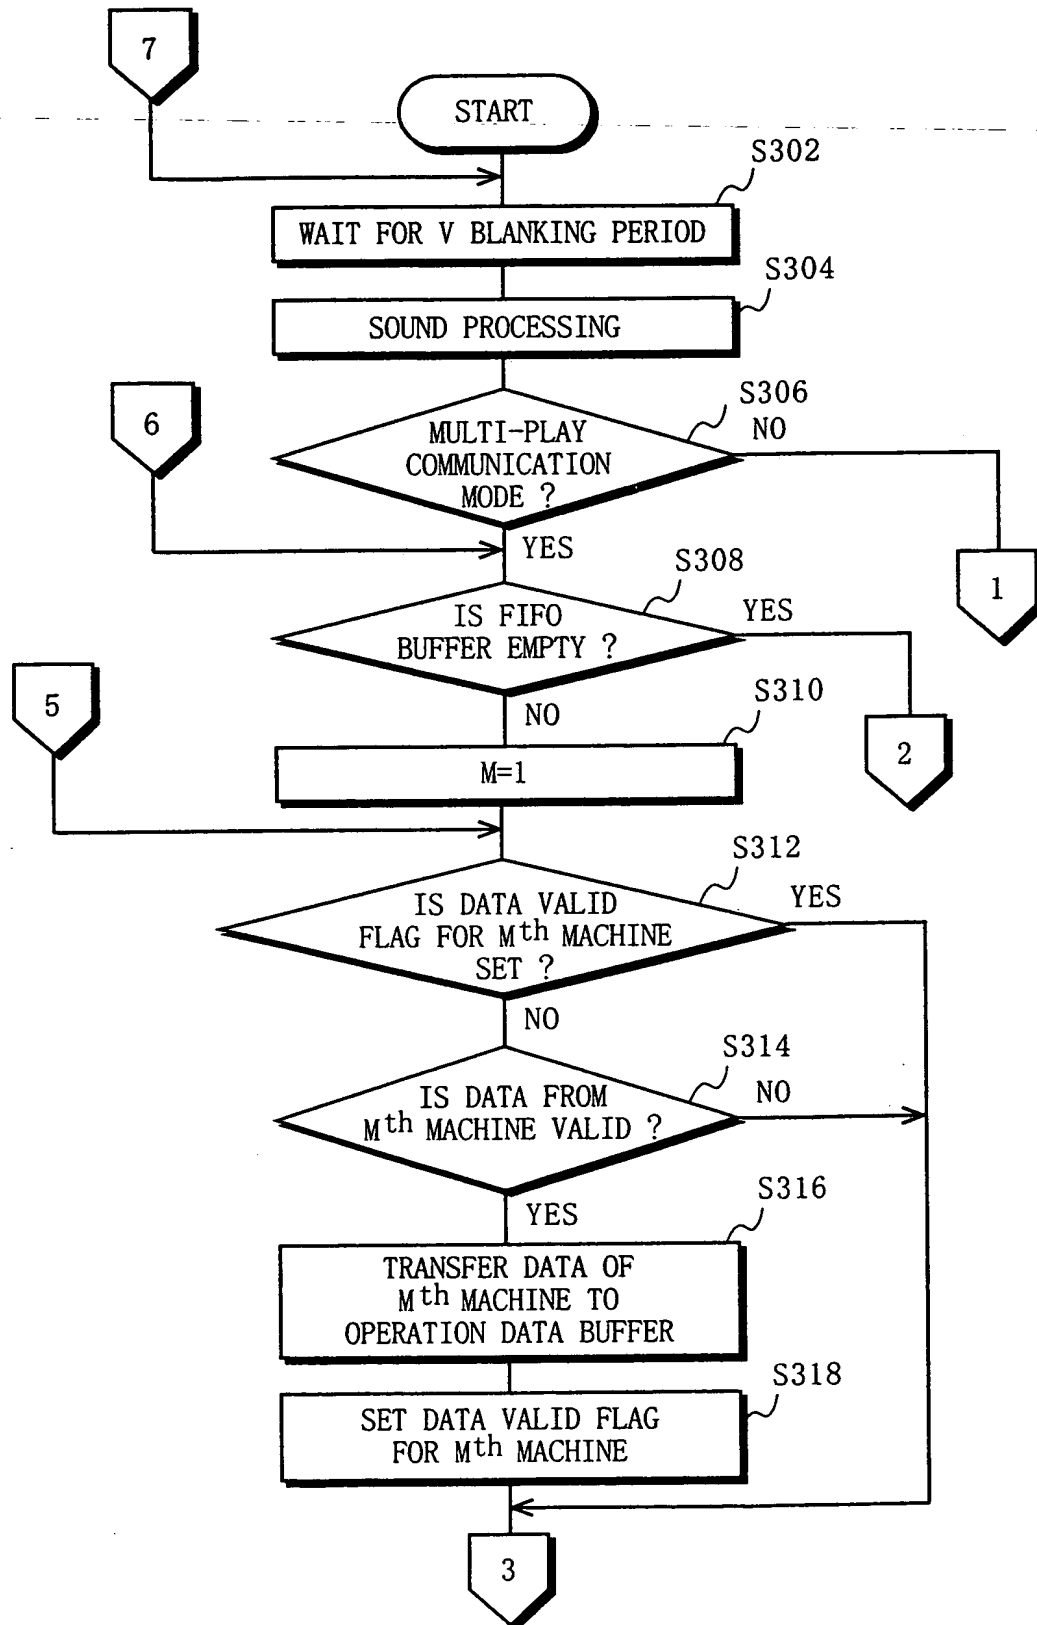 7
START
S302
WAIT FOR V BLANKING PERIOD
S304
SOUND PROCESSING
S306
6
MULTI-PLAY
COMMUNICATION
MODE ?
NO
YES
S308
1
IS FIFO
BUFFER EMPTY ?
YES
5
NO
S310
2
M=1
S312
IS DATA VALID
FLAG FOR Mth MACHINE
SET ?
YES
NO
S314
IS DATA FROM
Mth MACHINE VALID ?
NO
YES
S316
TRANSFER DATA OF
Mth MACHINE TO
OPERATION DATA BUFFER
S318
SET DATA VALID FLAG
FOR Mth MACHINE
3